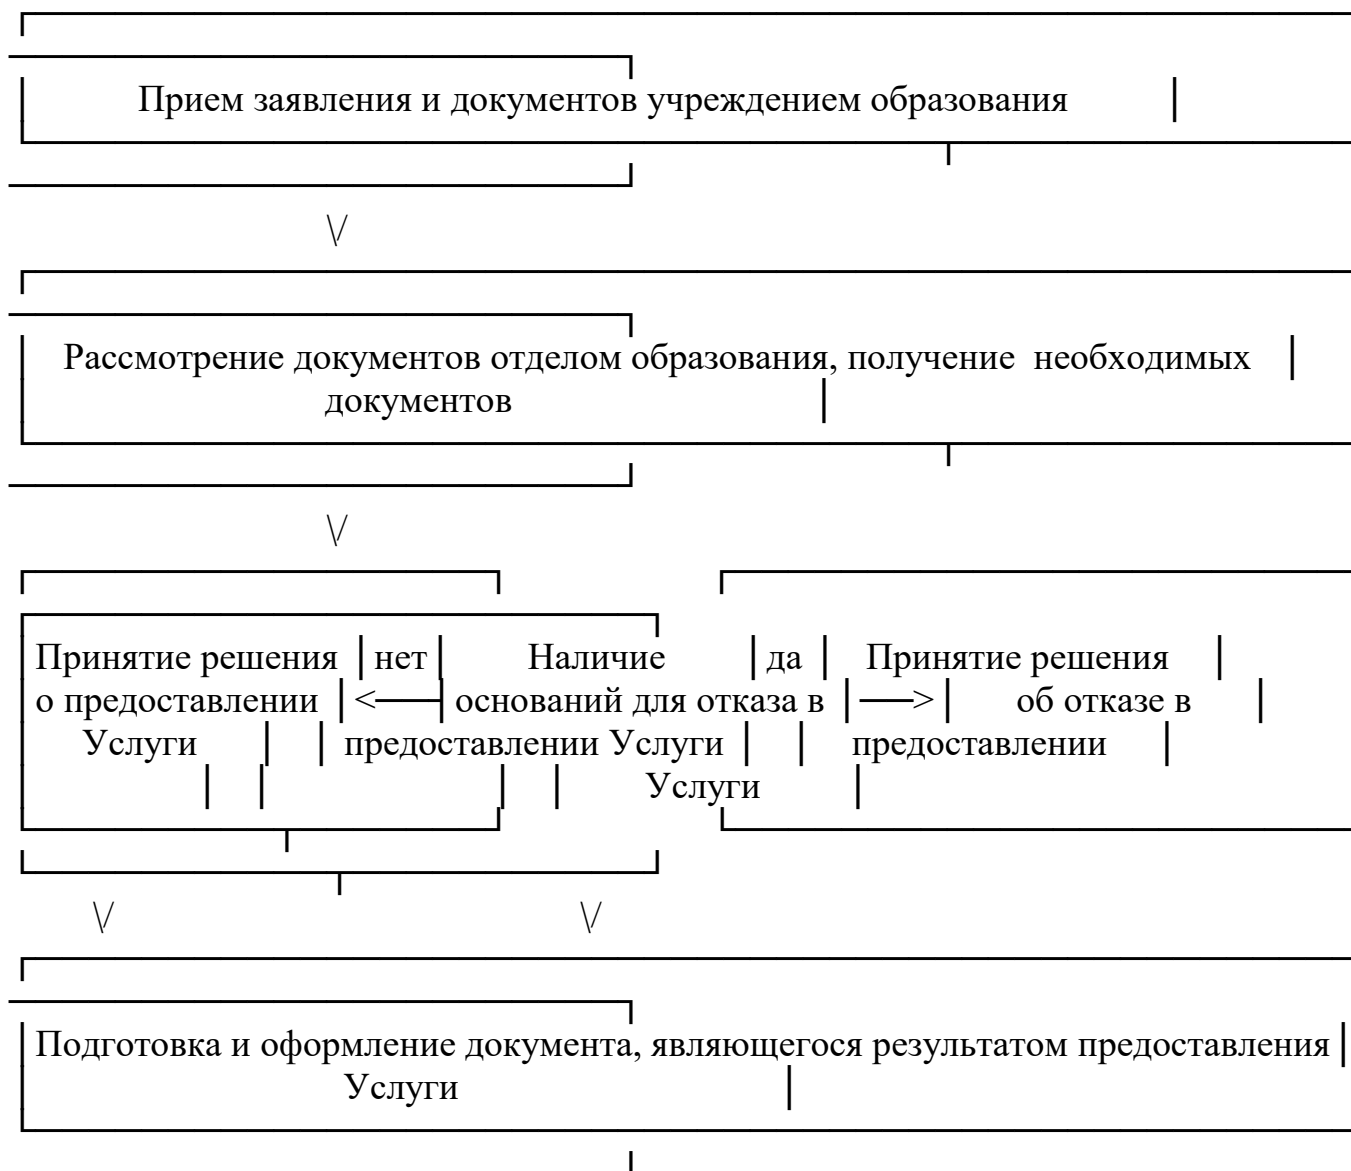 Прием заявления и документов учреждением образования
\/
Рассмотрение документов отделом образования, получение необходимых
документов
\/
Принятие решения │нет│ Наличие │да │ Принятие решения │
о предоставлении │<──┤основаній для отказа в │──>│ об отказе в │
Услуги │ │ предоставлении Услуги │ │ предоставлении │
│ │ │ │ Услуги │
\/ \/
Подготовка и оформление документа, являющегося результатом предоставления
Услуги